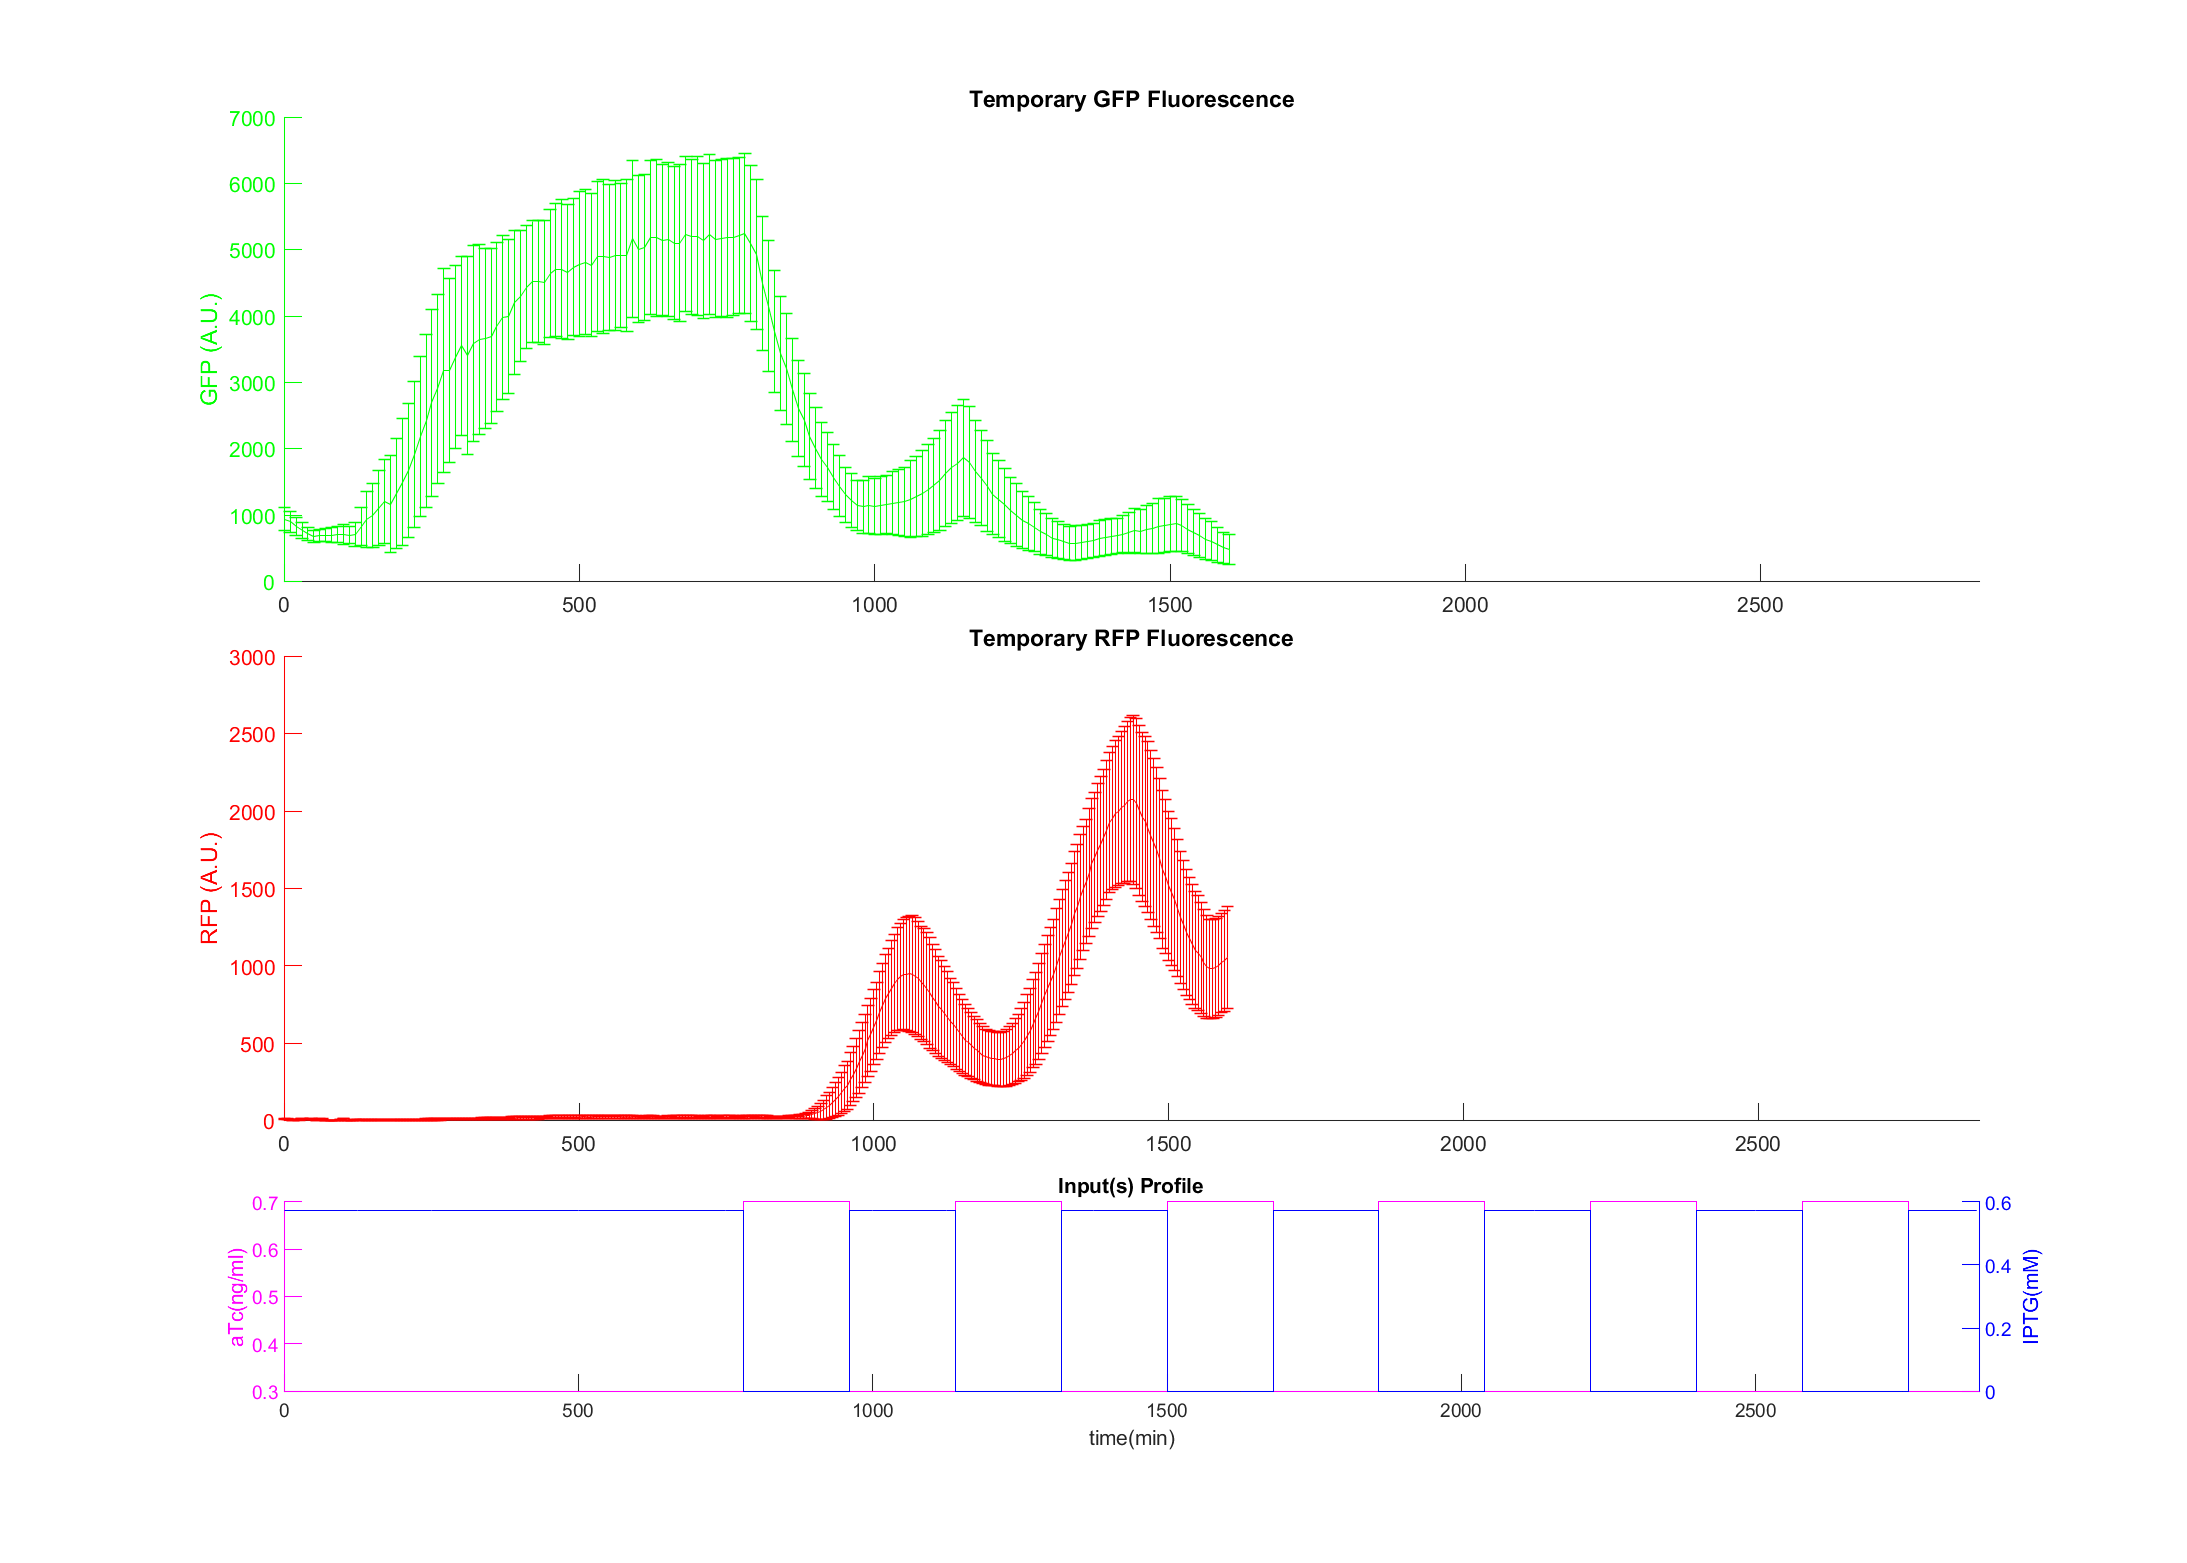 Temporary GFP Fluorescence
7000
6000
5000
4000
3000
2000
1000
0
GFP (A.U.)
0 500 1000 1500 2000 2500
Temporary RFP Fluorescence
3000
2500
2000
1500
1000
500
0
RFP (A.U.)
0 500 1000 1500 2000 2500
Input(s) Profile
0.7
0.6
0.5
0.4
0.3
aTc(ng/ml)
0.6
0.4
0.2
0
IPTG(mM)
0 500 1000 1500 2000 2500
time(min)